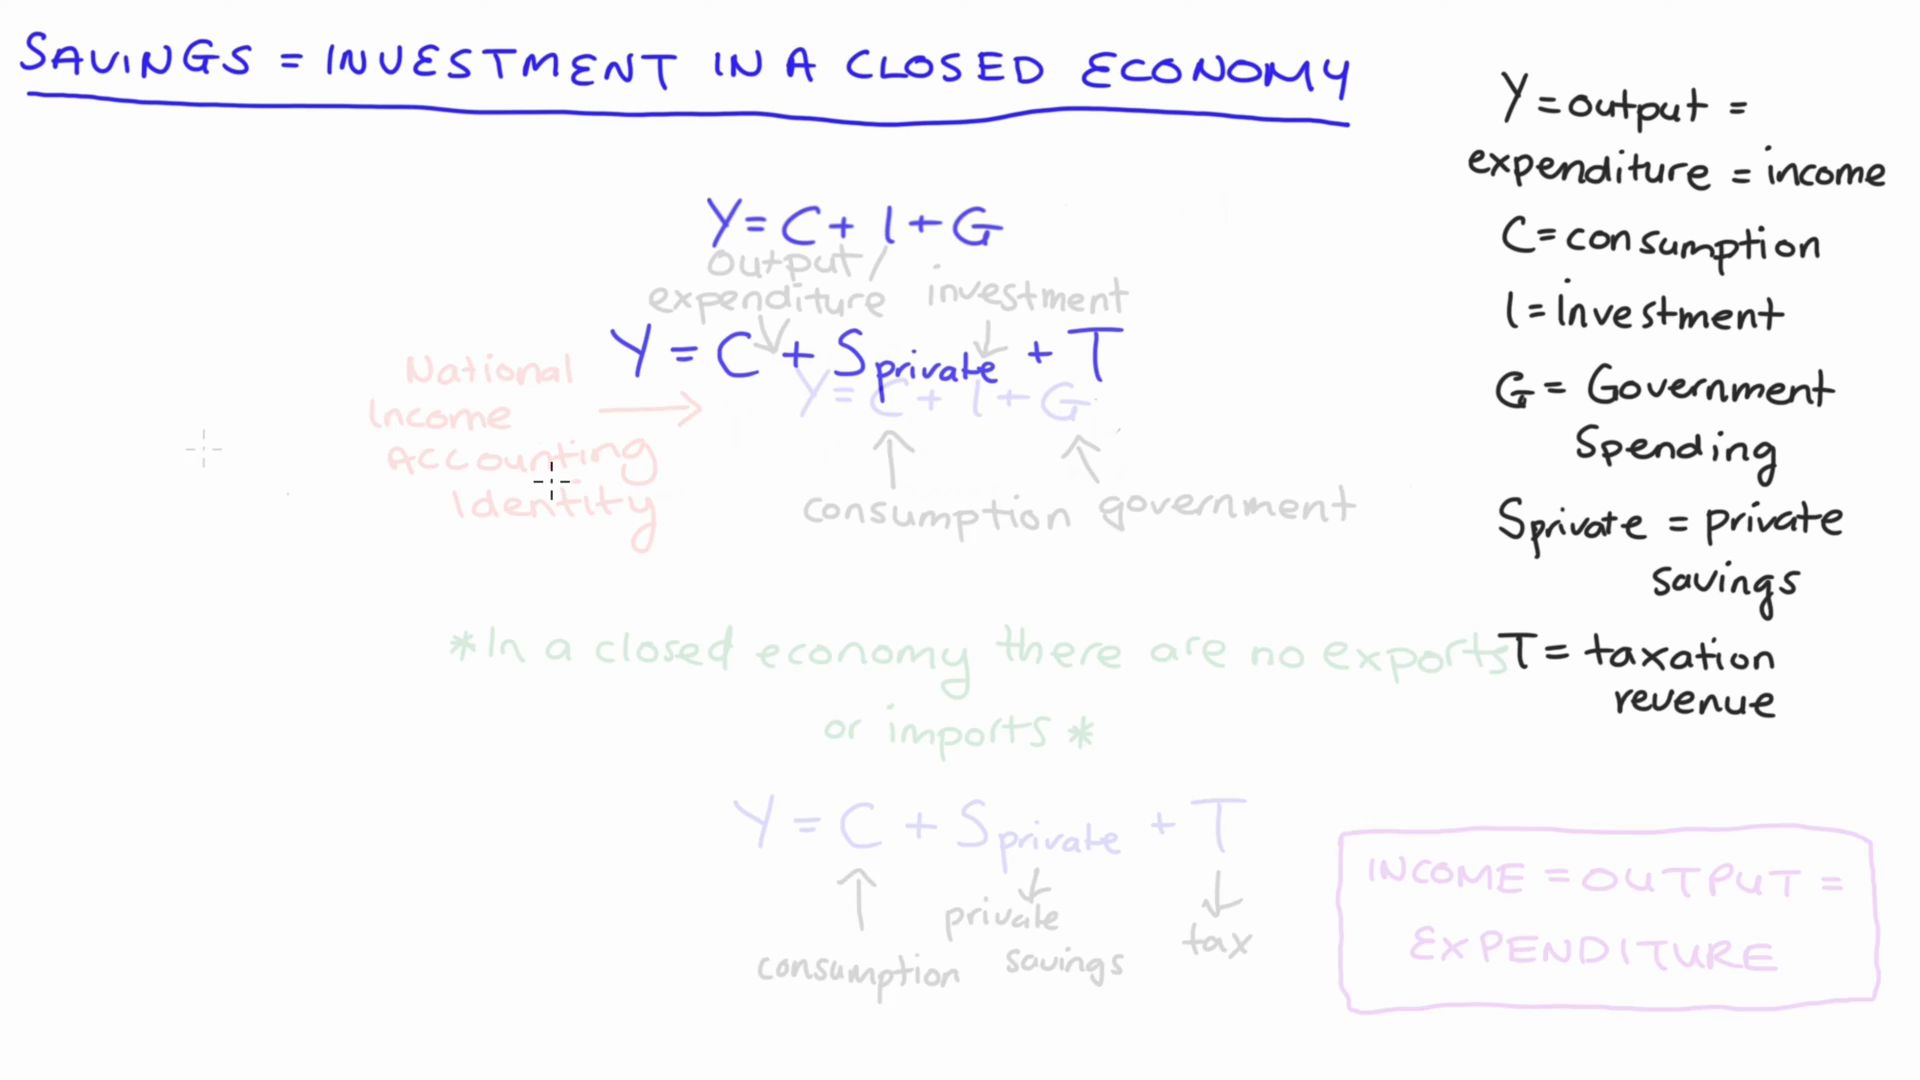 SAVINGS = INVESTMENT IN A CLOSED ECONOMY
Y = C + I + G
output /
expenditure
investment
Y = C + Sprivate + T
National
Income
Accounting
Identity
Y = C + I + G
consumption
government
*In a closed economy there are no exports
or imports *
Y = C + Sprivate + T
consumption
private
savings
tax
Y = output =
expenditure = income
C = consumption
I = Investment
G = Government
Spending
Sprivate = private
savings
T = taxation
revenue
INCOME = OUTPUT =
EXPENDITURE